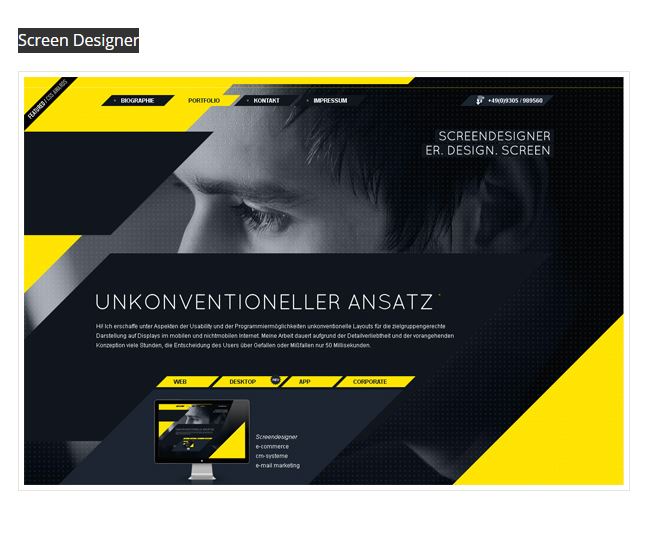 Screen Designer
FEATURED / CSS AWARDS
BIOGRAPHIE
PORTFOLIO
KONTAKT
IMPRESSUM
+49(0)9305 / 989560
SCREENDESIGNER
ER. DESIGN. SCREEN
UNKONVENTIONELLER ANSATZ
Hi! Ich erschaffe unter Aspekten der Usability und der Programmiermöglichkeiten unkonventionelle Layouts für die zielgruppengerechte
Darstellung auf Displays im mobilen und nichtmobilen Internet. Meine Arbeit dauert aufgrund der Detailverliebtheit und der vorangehenden
Konzeption viele Stunden, die Entscheidung des Users über Gefallen oder Mißfallen nur 50 Millisekunden.
WEB
DESKTOP
NEU
APP
CORPORATE
Screendesigner
e-commerce
cm-systeme
e-mail marketing